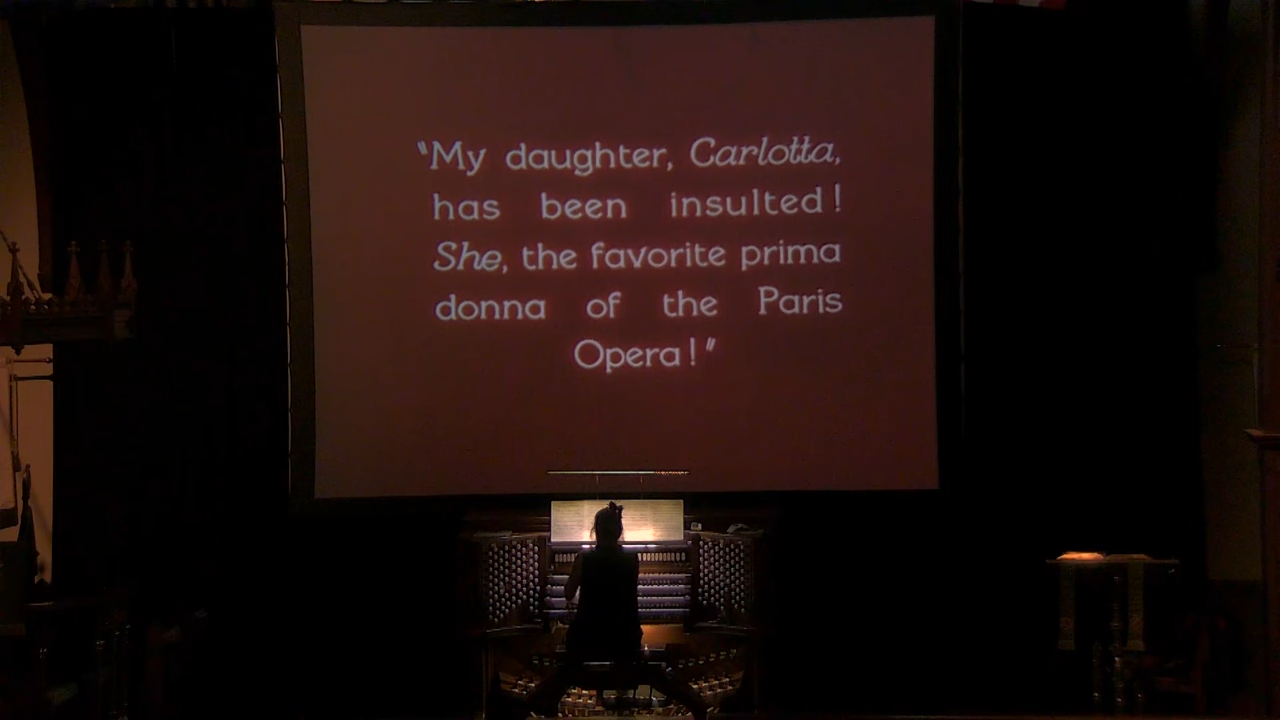 "My daughter, Carlotta,
has been insulted!
She, the favorite prima
donna of the Paris
Opera!"